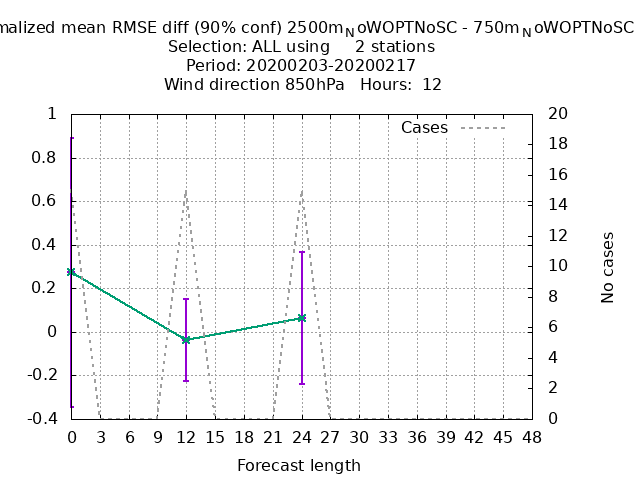 malized mean RMSE diff (90% conf) 2500mNoWOPTNoSC - 750mNoWOPTNoSC
Selection: ALL using 2 stations
Period: 20200203-20200217
Wind direction 850hPa Hours: 12
Cases
1
0.8
0.6
0.4
0.2
0
-0.2
-0.4
20
18
16
14
12
10
8
6
4
2
0
No cases
0 3 6 9 12 15 18 21 24 27 30 33 36 39 42 45 48
Forecast length